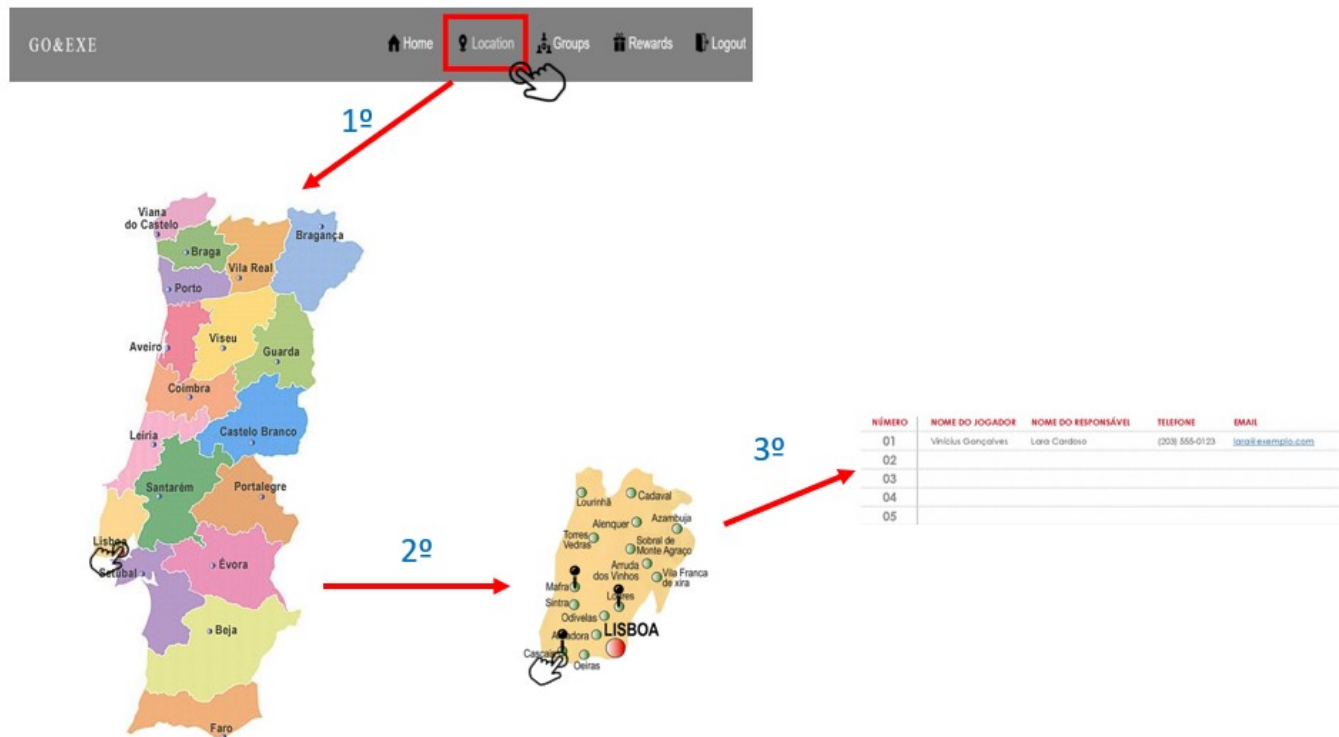 GO&EXE
Home
Location
Groups
Rewards
Logout
1º
Viana
do Castelo
Bragança
Braga
Vila Real
Porto
Aveiro
Viseu
Guarda
Coimbra
Leiria
Castelo Branco
Santarém
Portalegre
Lisboa
Setúbal
Évora
Beja
Faro
2º
Lourinhã
Cadaval
Alenquer
Azambuja
Torres
Vedras
Sobral de
Monte Agraço
Arruda
dos Vinhos
Vila Franca
de xira
Mafra
Loures
Sintra
Odivelas
Amadora
LISBOA
Cascais
Oeiras
3º
NÚMERO NOME DO JOGADOR NOME DO RESPONSÁVEL TELEFONE EMAIL
01 Vinicius Gonçalves Lara Cardoso (203) 555-0123 lara@exemplo.com
02
03
04
05